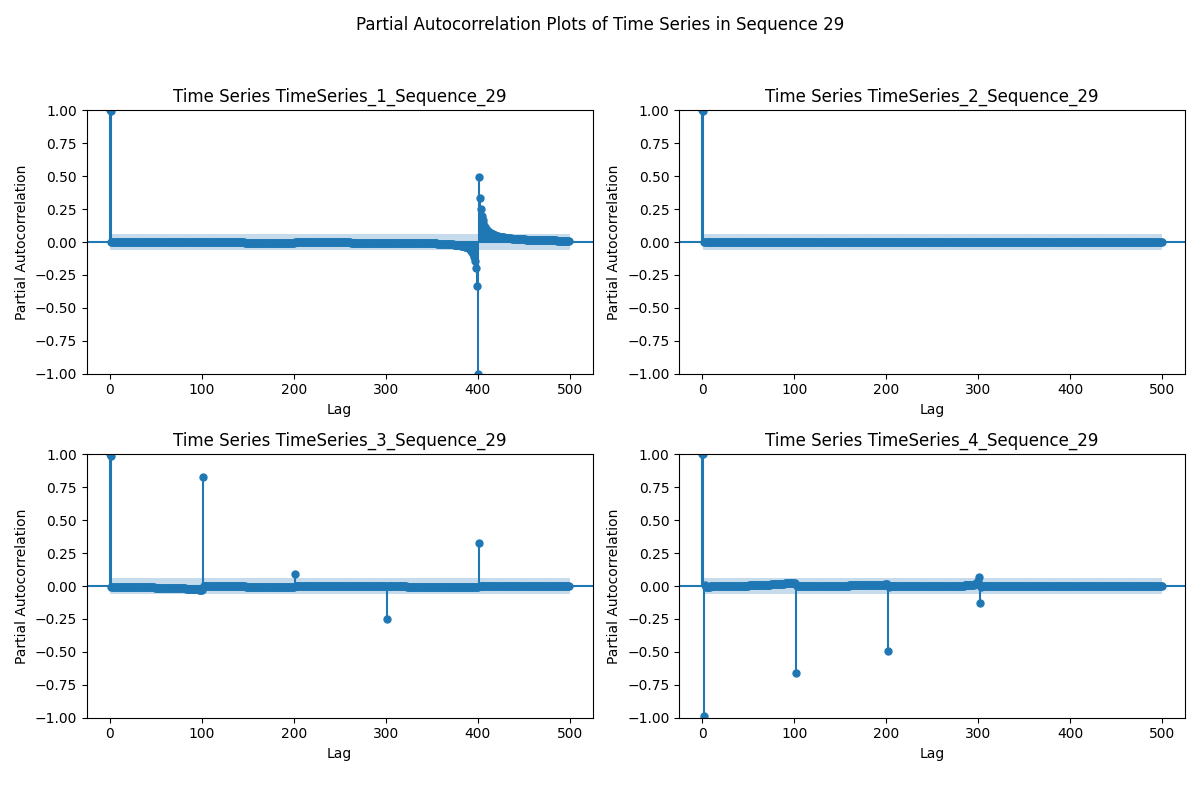 Partial Autocorrelation Plots of Time Series in Sequence 29
Time Series TimeSeries_1_Sequence_29
1.00
0.75
0.50
0.25
0.00
−0.25
−0.50
−0.75
−1.00
Partial Autocorrelation
0 100 200 300 400 500
Lag
Time Series TimeSeries_2_Sequence_29
1.00
0.75
0.50
0.25
0.00
−0.25
−0.50
−0.75
−1.00
Partial Autocorrelation
0 100 200 300 400 500
Lag
Time Series TimeSeries_3_Sequence_29
1.00
0.75
0.50
0.25
0.00
−0.25
−0.50
−0.75
−1.00
Partial Autocorrelation
0 100 200 300 400 500
Lag
Time Series TimeSeries_4_Sequence_29
1.00
0.75
0.50
0.25
0.00
−0.25
−0.50
−0.75
−1.00
Partial Autocorrelation
0 100 200 300 400 500
Lag